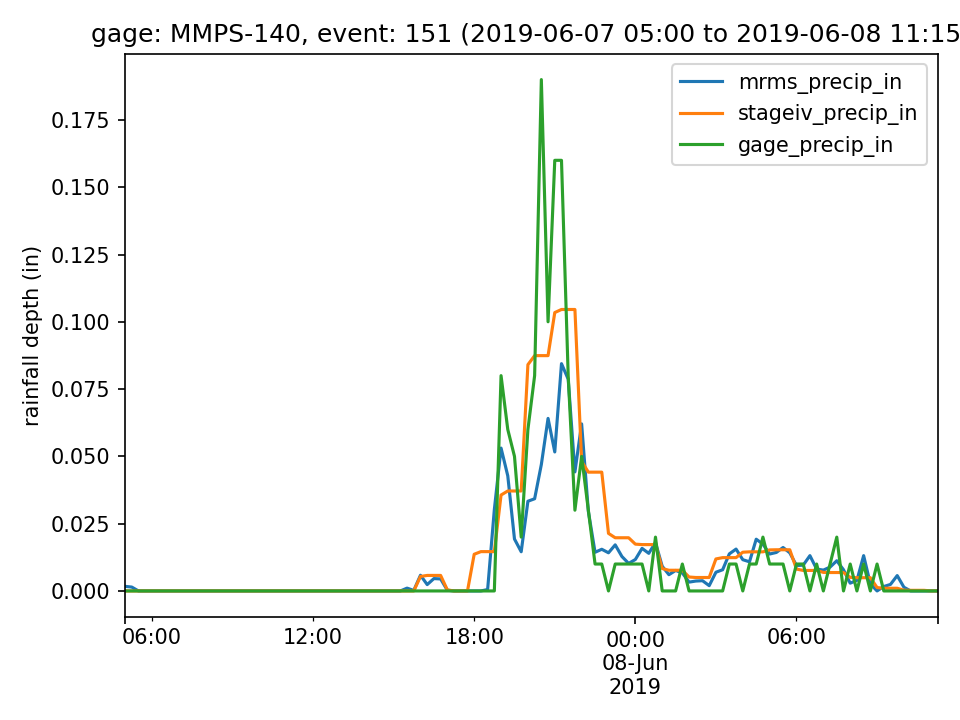 gage: MMPS-140, event: 151 (2019-06-07 05:00 to 2019-06-08 11:15
mrms_precip_in
stageiv_precip_in
gage_precip_in
0.175
0.150
0.125
0.100
0.075
0.050
0.025
0.000
rainfall depth (in)
06:00 12:00 18:00 00:00 06:00
08-Jun
2019